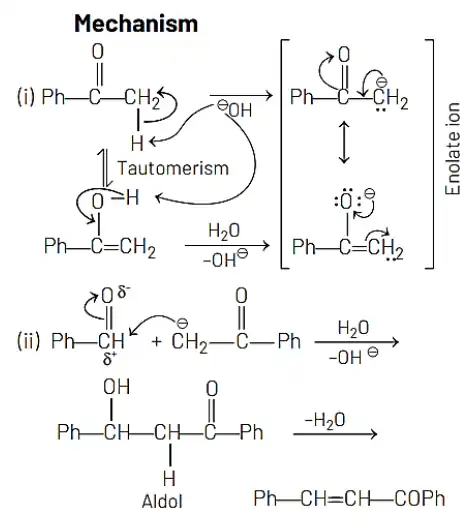 Mechanism
O
(i) Ph—C—CH2 ⊖OH Ph—C—CH2
H
Tautomerism
O—H :Ö:⊖
Ph—C=CH2 H2O –OH⊖ Ph—C=CH2
Enolate ion
O δ- O
(ii) Ph—CH δ+ + CH2—C—Ph H2O –OH⊖
OH O
Ph—CH—CH—C—Ph –H2O
H
Aldol Ph—CH=CH—COPh